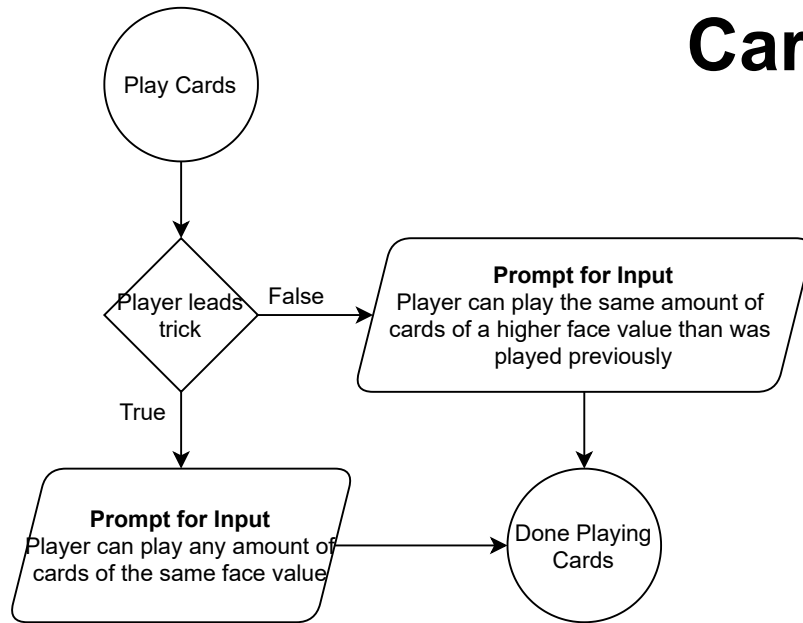 Car
Play Cards
Player leads
trick
False
Prompt for Input
Player can play the same amount of
cards of a higher face value than was
played previously
True
Prompt for Input
Player can play any amount of
cards of the same face value
Done Playing
Cards